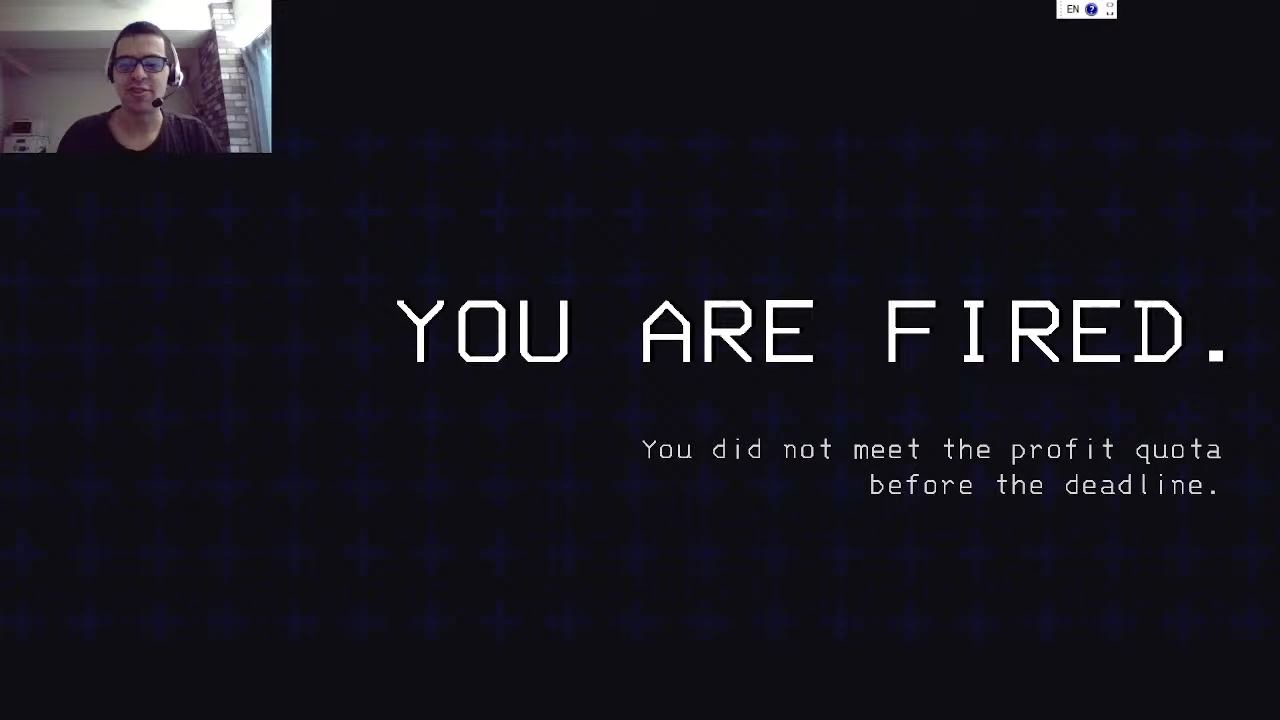 EN
YOU ARE FIRED.
You did not meet the profit quota
before the deadline.